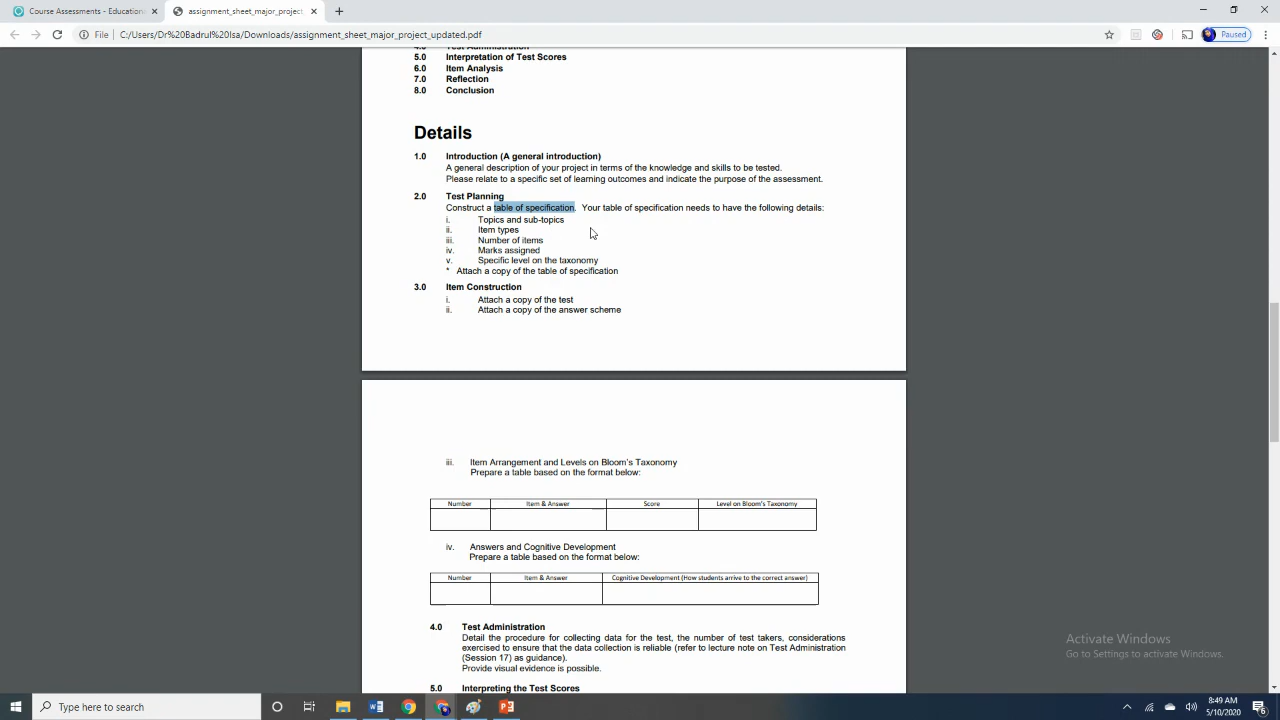 Course Assessments - Education
assignment_sheet_major_project_
File
C:/Users/Dr%20Badrul%20Isa/Downloads/assignment_sheet_major_project_updated.pdf
Paused
4.0 Test Administration
5.0 Interpretation of Test Scores
6.0 Item Analysis
7.0 Reflection
8.0 Conclusion
Details
1.0 Introduction (A general introduction)
A general description of your project in terms of the knowledge and skills to be tested.
Please relate to a specific set of learning outcomes and indicate the purpose of the assessment.
2.0 Test Planning
Construct a table of specification. Your table of specification needs to have the following details:
i. Topics and sub-topics
ii. Item types
iii. Number of items
iv. Marks assigned
v. Specific level on the taxonomy
* Attach a copy of the table of specification
3.0 Item Construction
i. Attach a copy of the test
ii. Attach a copy of the answer scheme
iii. Item Arrangement and Levels on Bloom's Taxonomy
Prepare a table based on the format below:
Number Item & Answer Score Level on Bloom's Taxonomy
iv. Answers and Cognitive Development
Prepare a table based on the format below:
Number Item & Answer Cognitive Development (How students arrive to the correct answer)
4.0 Test Administration
Detail the procedure for collecting data for the test, the number of test takers, considerations
exercised to ensure that the data collection is reliable (refer to lecture note on Test Administration
(Session 17) as guidance).
Provide visual evidence is possible.
5.0 Interpreting the Test Scores
Activate Windows
Go to Settings to activate Windows.
Type here to search
8:49 AM
5/10/2020
6